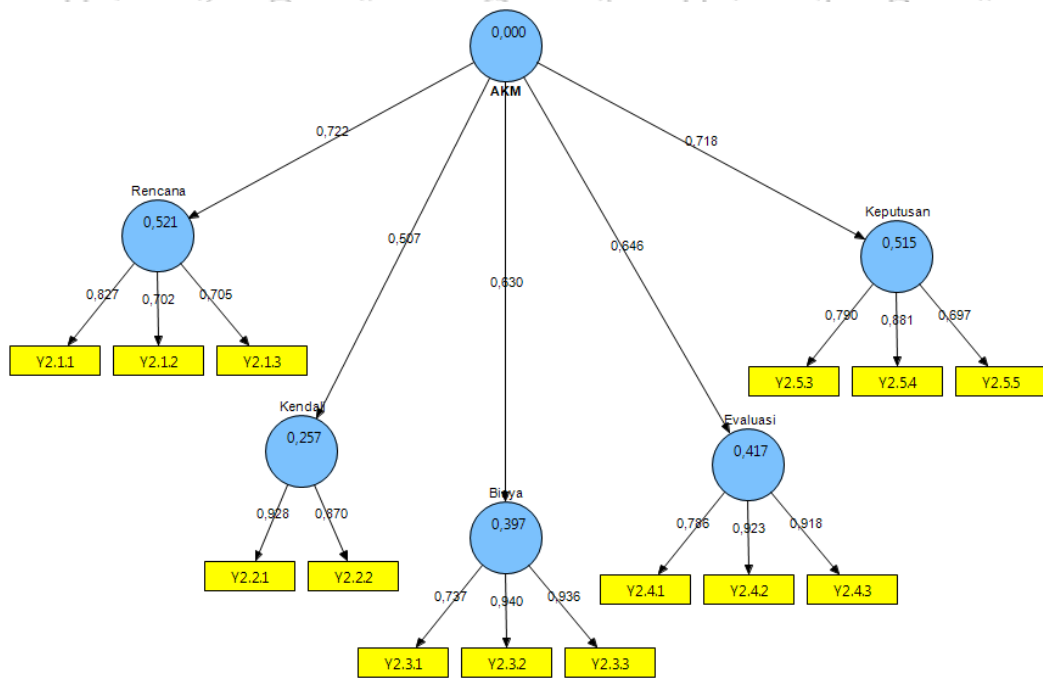 0,000
AKM
0,722
0,718
Rencana
0,521
Keputusan
0,515
0,507
0,646
0,630
0,827
0,702
0,705
0,790
0,881
0,697
Y2.1.1
Y2.1.2
Y2.1.3
Y2.5.3
Y2.5.4
Y2.5.5
Kendali
0,257
Evaluasi
0,417
Biaya
0,397
0,928
0,870
0,786
0,923
0,918
Y2.2.1
Y2.2.2
Y2.4.1
Y2.4.2
Y2.4.3
0,737
0,940
0,936
Y2.3.1
Y2.3.2
Y2.3.3